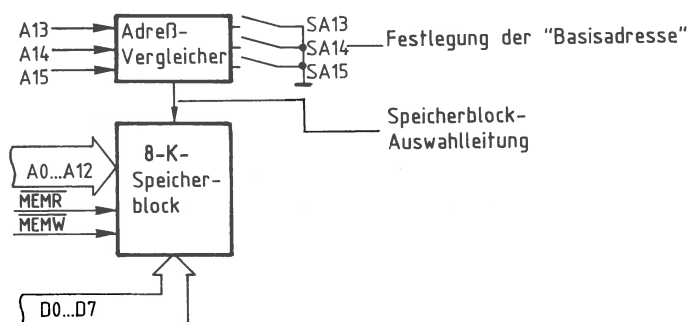 A13
A14
A15
Adreß-
Vergleicher
SA13
SA14
SA15
Festlegung der "Basisadresse"
Speicherblock-
Auswahlleitung
A0...A12
MEMR
MEMW
8-K-
Speicher-
block
D0...D7